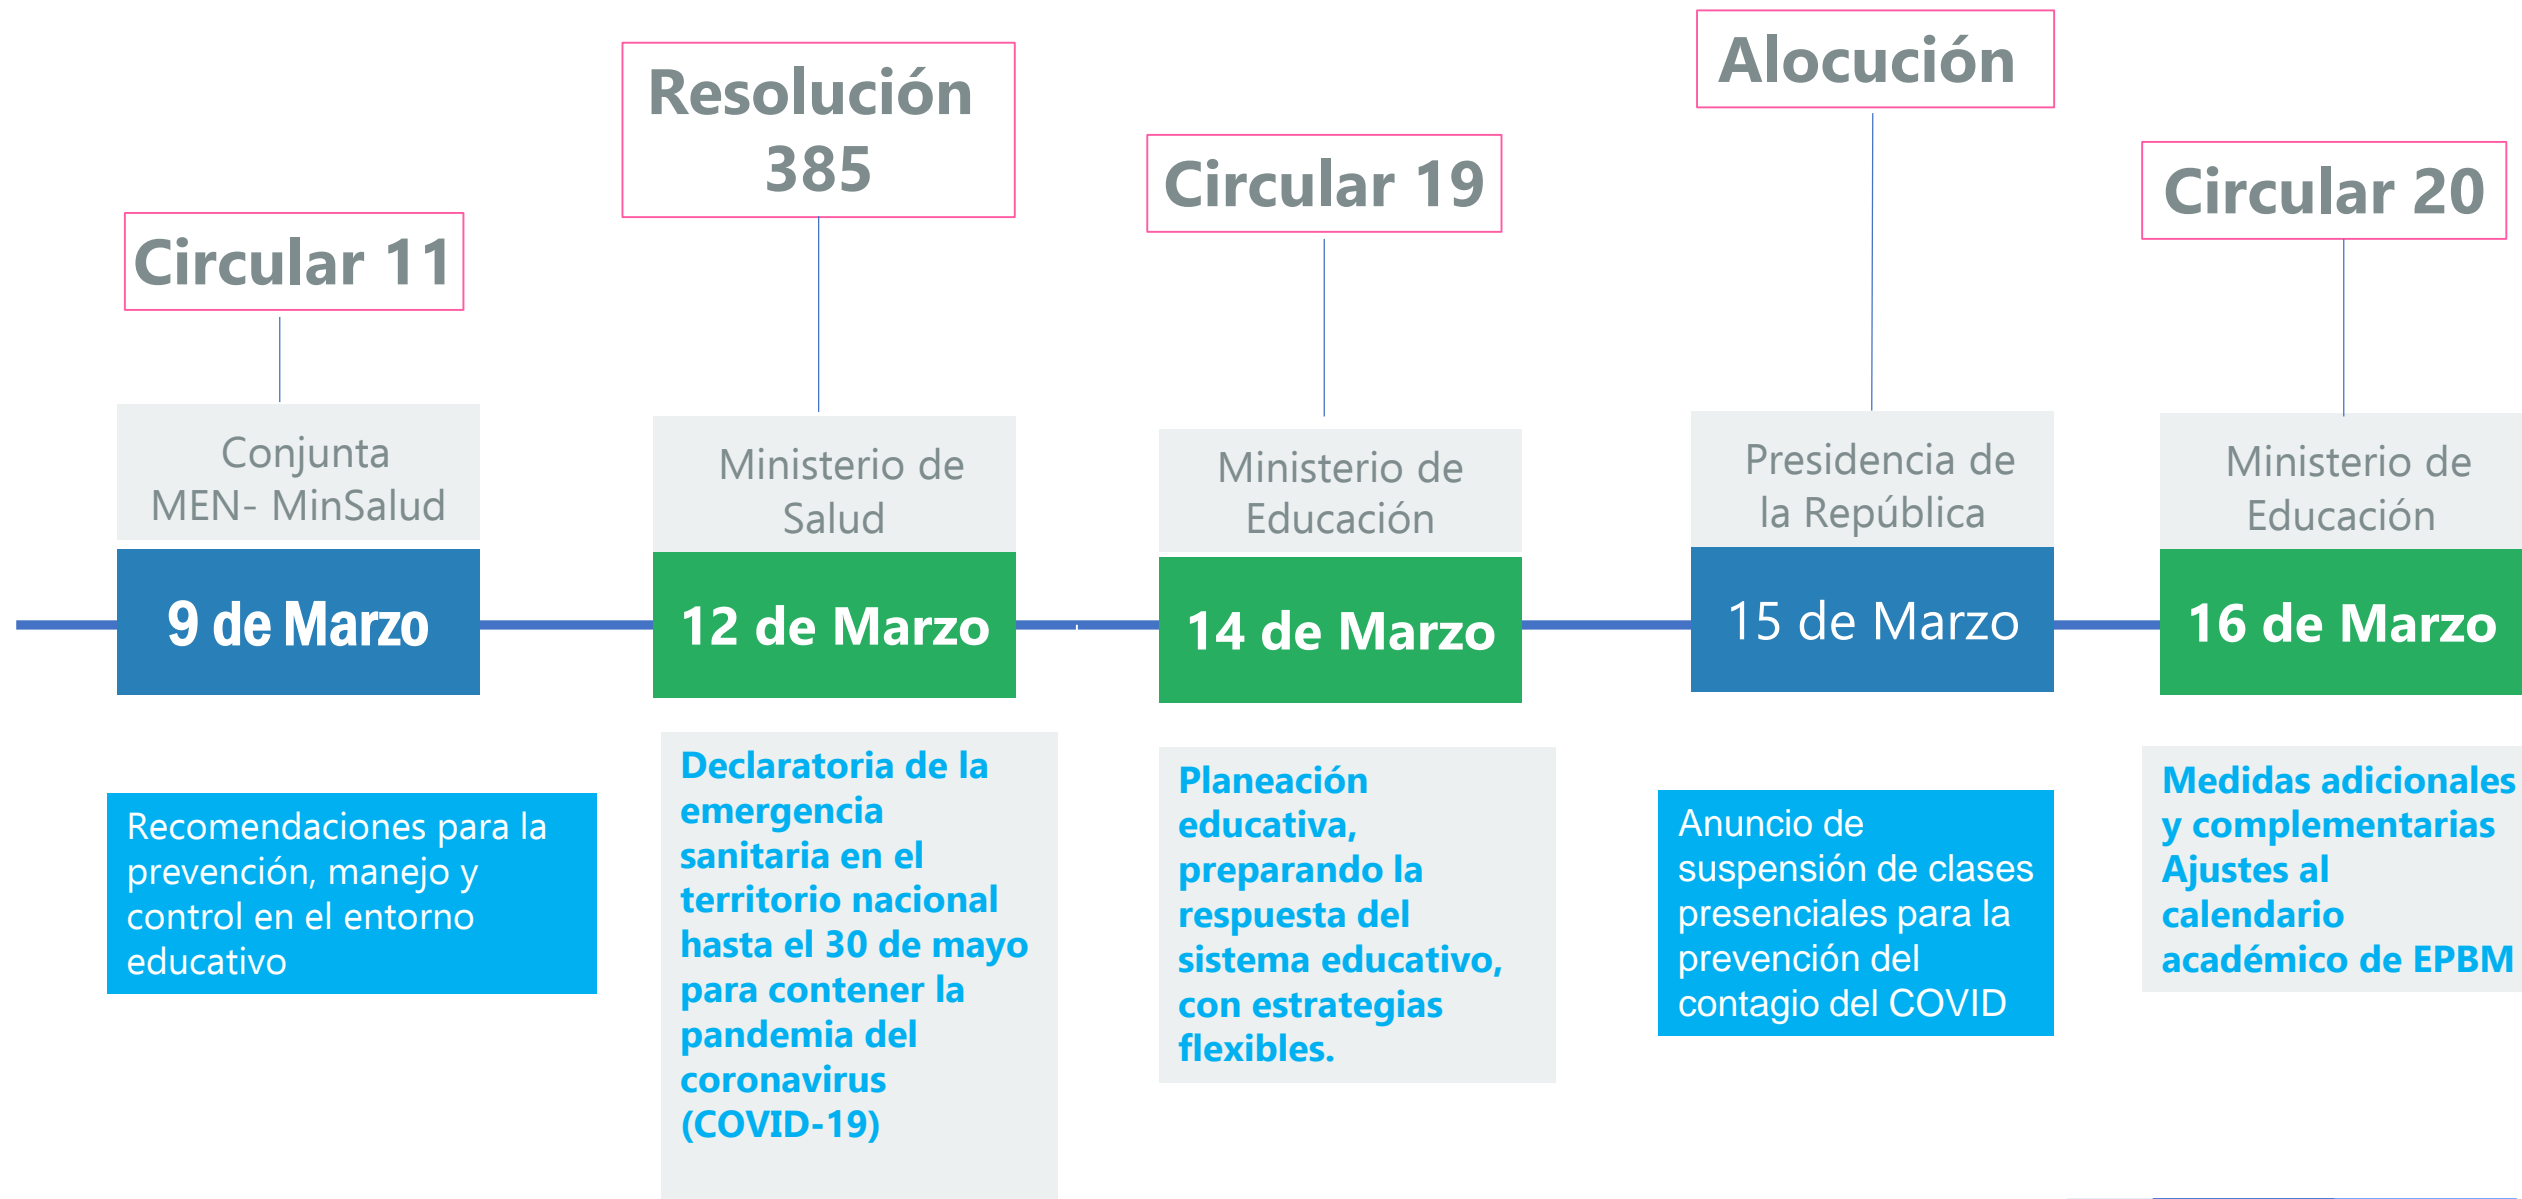 Circular 11
Conjunta
MEN- MinSalud
9 de Marzo
Recomendaciones para la
prevención, manejo y
control en el entorno
educativo
Resolución
385
Ministerio de
Salud
12 de Marzo
Declaratoria de la
emergencia
sanitaria en el
territorio nacional
hasta el 30 de mayo
para contener la
pandemia del
coronavirus
(COVID-19)
Circular 19
Ministerio de
Educación
14 de Marzo
Planeación
educativa,
preparando la
respuesta del
sistema educativo,
con estrategias
flexibles.
Alocución
Presidencia de
la República
15 de Marzo
Anuncio de
suspensión de clases
presenciales para la
prevención del
contagio del COVID
Circular 20
Ministerio de
Educación
16 de Marzo
Medidas adicionales
y complementarias
Ajustes al
calendario
académico de EPBM